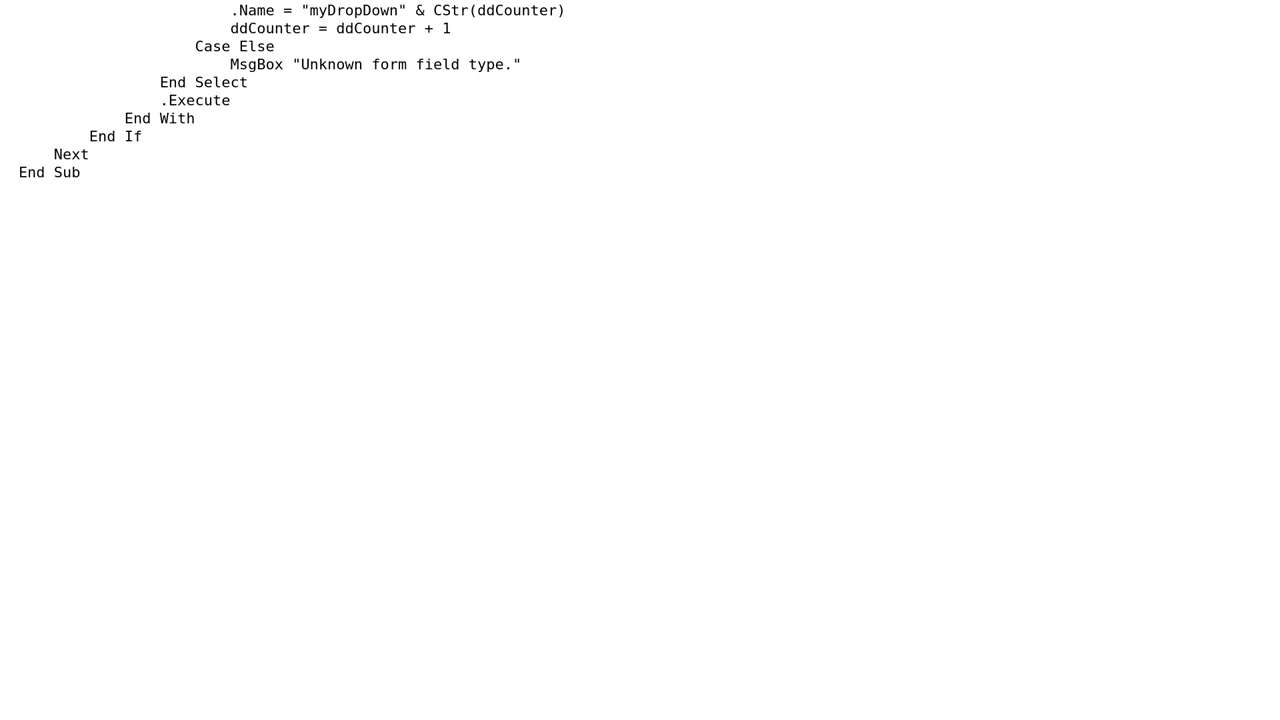 .Name = "myDropDown" & CStr(ddCounter)
ddCounter = ddCounter + 1
Case Else
MsgBox "Unknown form field type."
End Select
.Execute
End With
End If
Next
End Sub